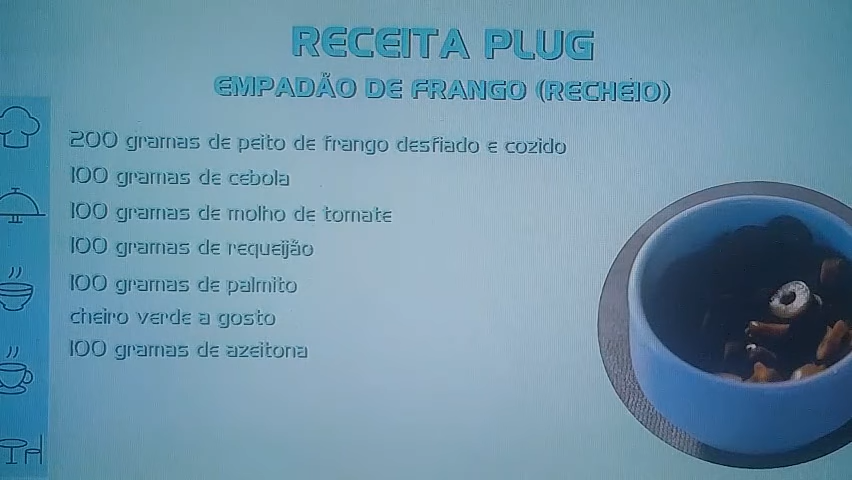 RECEITA PLUG
EMPADÃO DE FRANGO (RECHEIO)
200 gramas de peito de frango desfiado e cozido
100 gramas de cebola
100 gramas de molho de tomate
100 gramas de requeijão
100 gramas de palmito
cheiro verde a gosto
100 gramas de azeitona